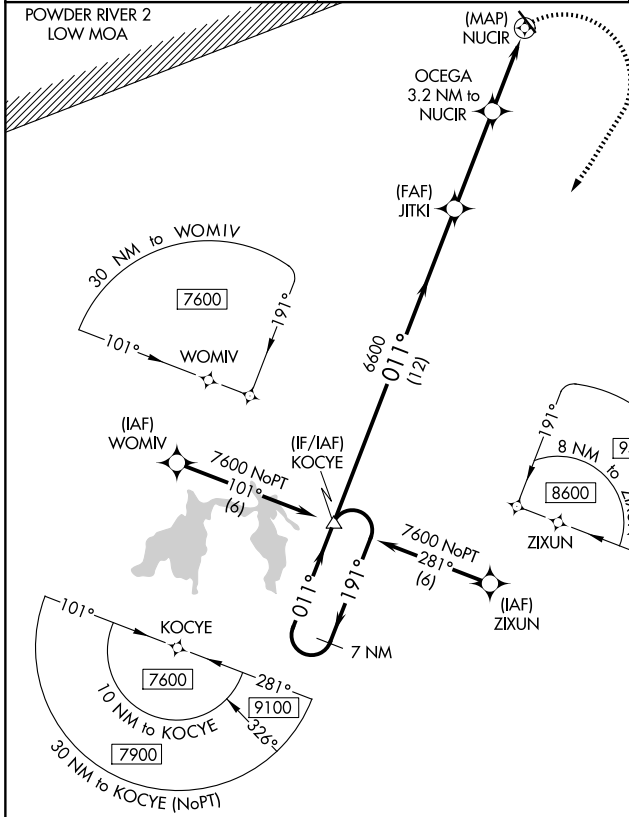 POWDER RIVER 2
LOW MOA
(MAP)
NUCIR
OCEGA
3.2 NM to
NUCIR
(FAF)
JITKI
30 NM to WOMIV
7600
191°
101°
WOMIV
6600
011°
(12)
(IAF)
WOMIV
7600 NoPT
101°
(6)
(IF/IAF)
KOCYE
191°
8 NM to
8600
ZIXUN
7600 NoPT
281°
(6)
(IAF)
ZIXUN
011°
191°
7 NM
101°
KOCYE
7600
281°
9100
326°
10 NM to KOCYE
7900
30 NM to KOCYE (NoPT)